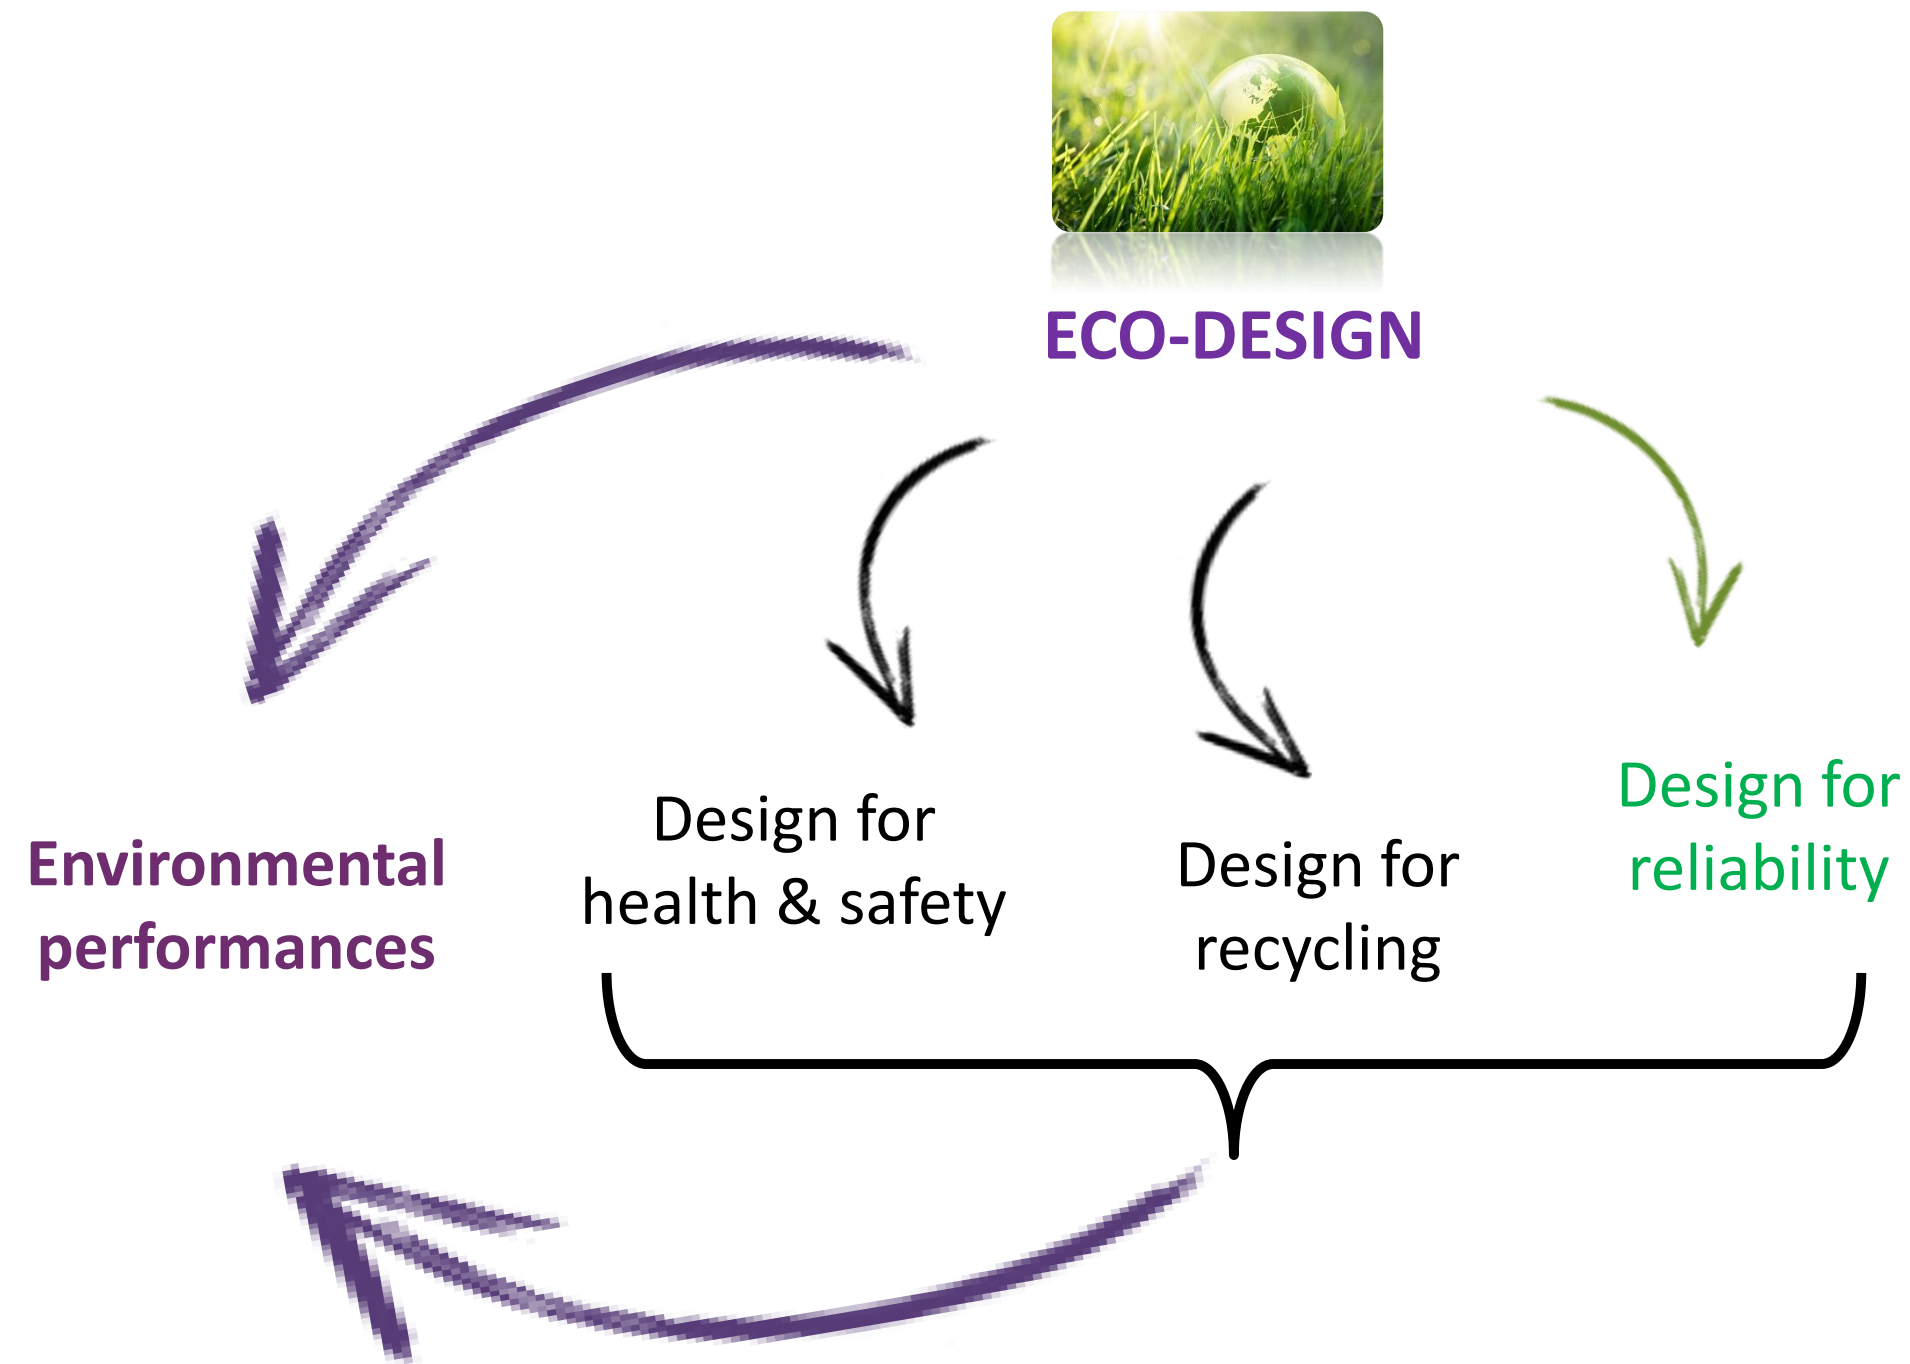 ECO-DESIGN
Environmental
performances
Design for
health & safety
Design for
recycling
Design for
reliability